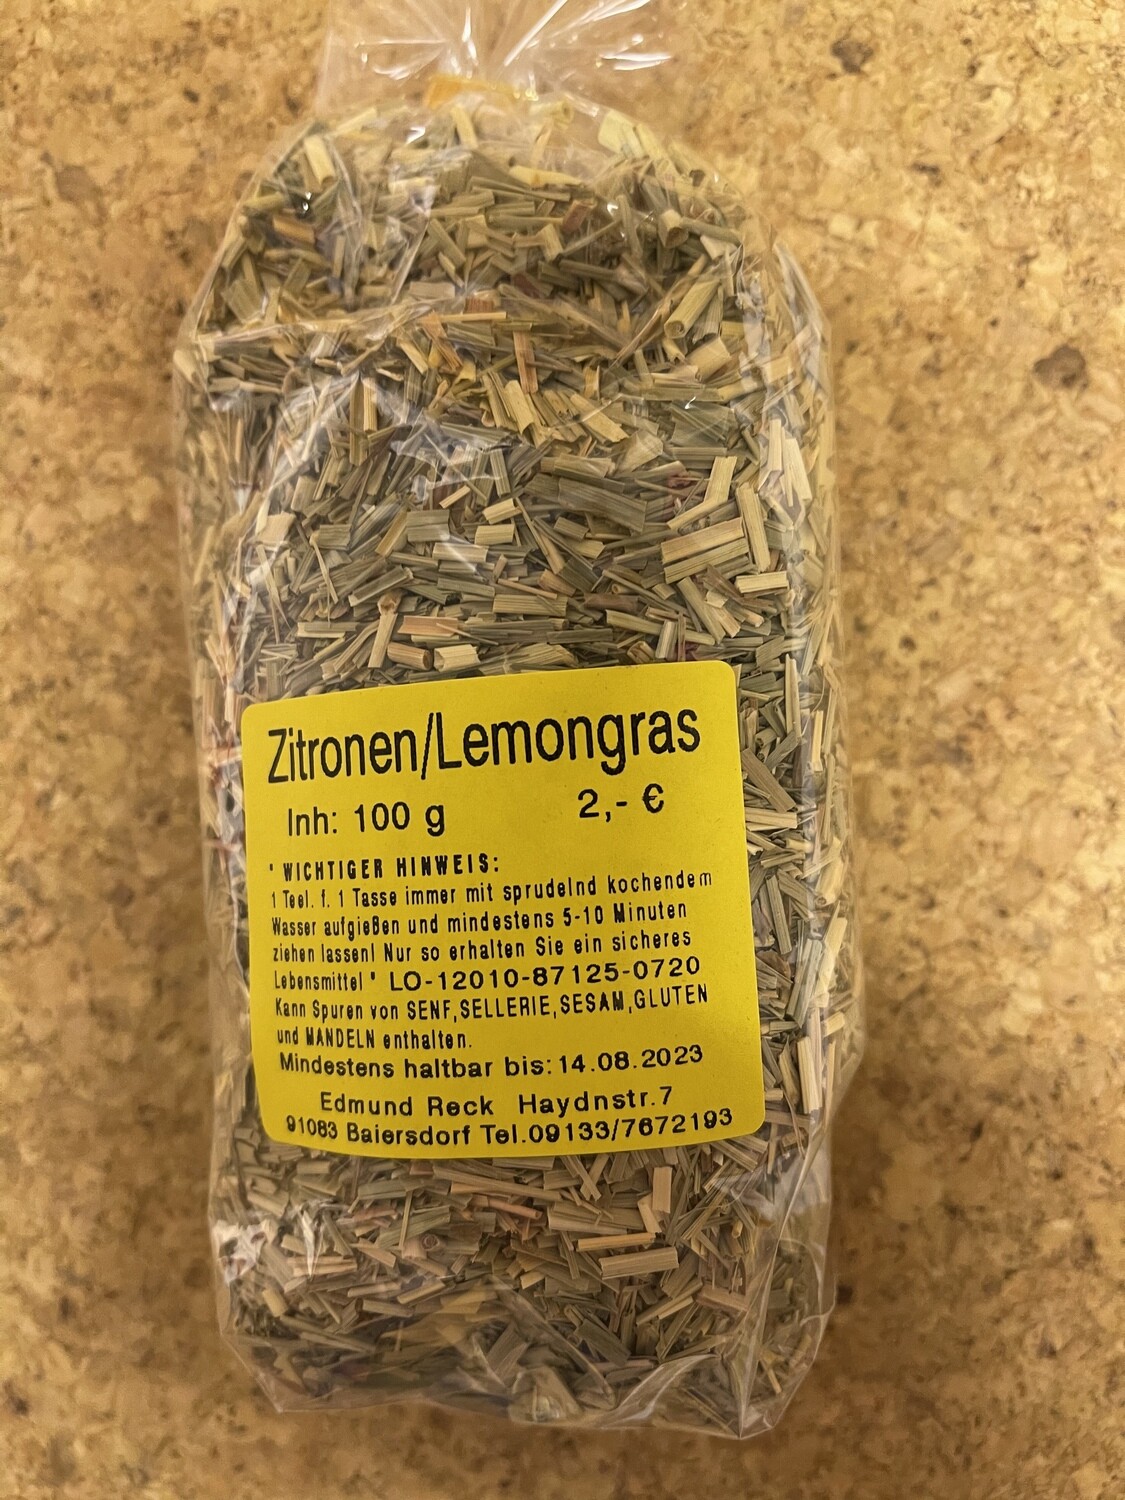 Zitronen/Lemongras
Inh: 100 g 2,- €
" WICHTIGER HINWEIS:
1 Teel. f. 1 Tasse immer mit sprudelnd kochendem
Wasser aufgießen und mindestens 5-10 Minuten
ziehen lassen! Nur so erhalten Sie ein sicheres
Lebensmittel " LO-12010-87125-0720
Kann Spuren von SENF,SELLERIE,SESAM,GLUTEN
und MANDELN enthalten.
Mindestens haltbar bis: 14.08.2023
Edmund Reck Haydnstr.7
91083 Baiersdorf Tel.09133/7672193